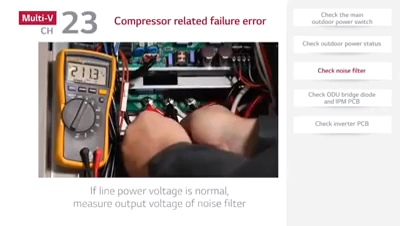 Multi-V
CH
23
Compressor related failure error
211.3
If line power voltage is normal,
measure output voltage of noise filter
Check the main
outdoor power switch
Check outdoor power status
Check noise filter
Check ODU bridge diode
and IPM PCB
Check inverter PCB